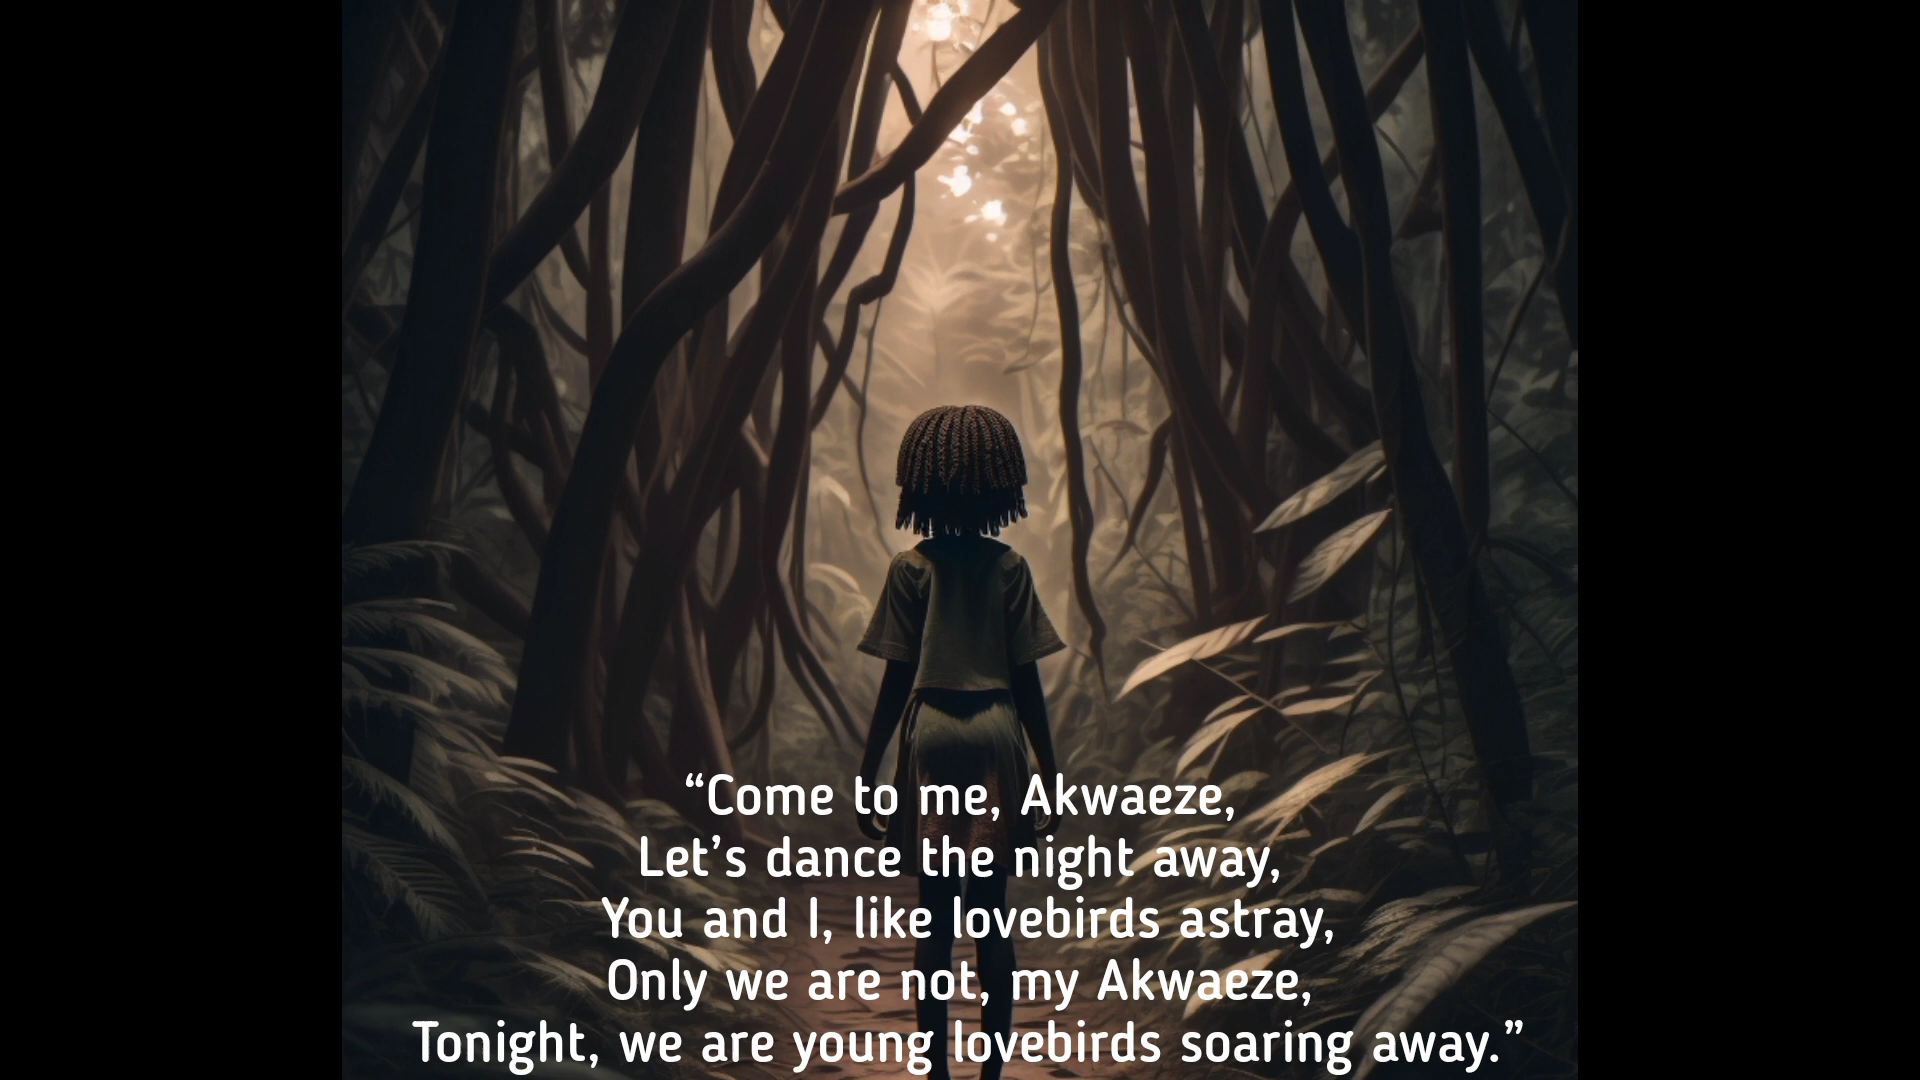 “Come to me, Akwaeze,
Let’s dance the night away,
You and I, like lovebirds astray,
Only we are not, my Akwaeze,
Tonight, we are young lovebirds soaring away.”